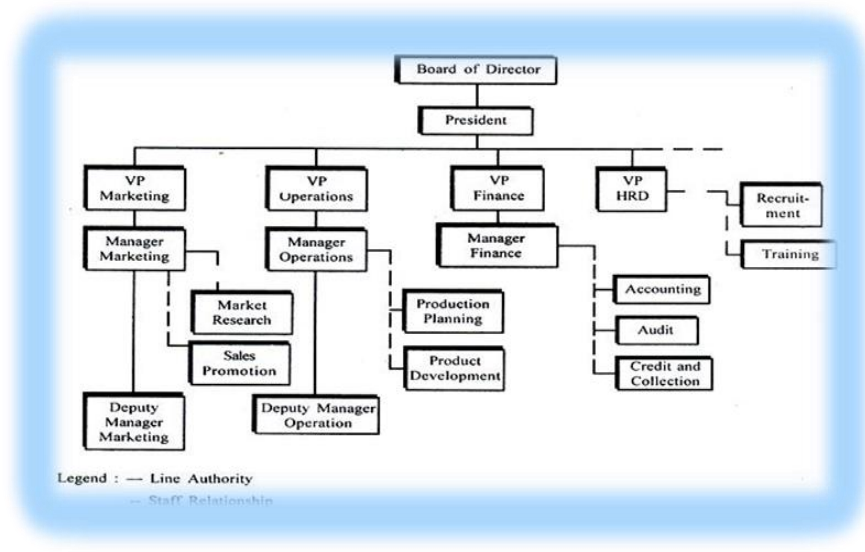 Board of Director
President
VP
Marketing
VP
Operations
VP
Finance
VP
HRD
Recruit-
ment
Training
Manager
Marketing
Manager
Operations
Manager
Finance
Market
Research
Sales
Promotion
Production
Planning
Product
Development
Accounting
Audit
Credit and
Collection
Deputy
Manager
Marketing
Deputy Manager
Operation
Legend : — Line Authority
-- Staff Relationship